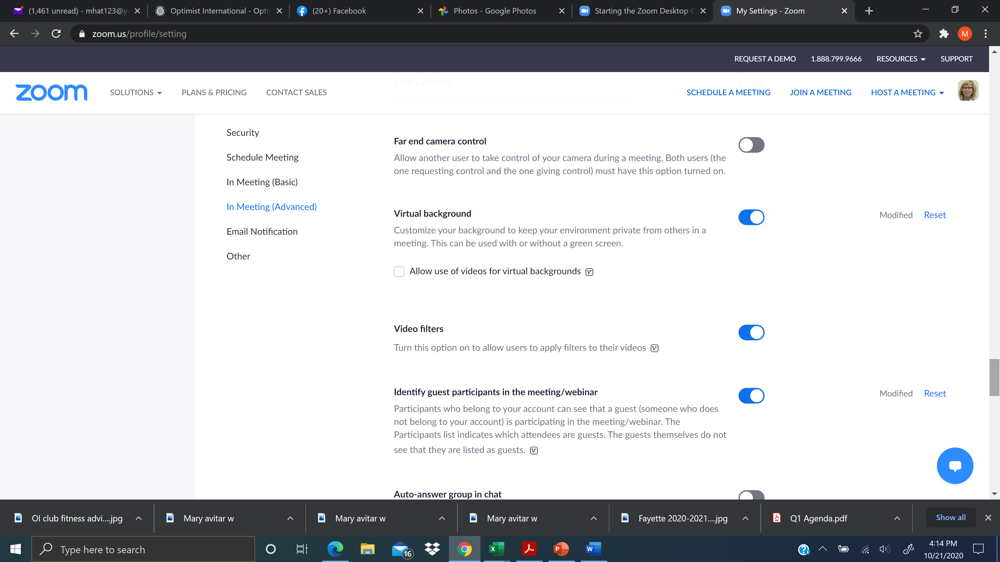 (1,461 unread) - mhat123@y
Optimist International - Opti
(20+) Facebook
Photos - Google Photos
Starting the Zoom Desktop C
My Settings - Zoom
zoom.us/profile/setting
M
REQUEST A DEMO
1.888.799.9666
RESOURCES
SUPPORT
zoom
SOLUTIONS
PLANS & PRICING
CONTACT SALES
Save Captions
Allow participants to save fully closed captions or transcripts
SCHEDULE A MEETING
JOIN A MEETING
HOST A MEETING
Security
Schedule Meeting
In Meeting (Basic)
In Meeting (Advanced)
Email Notification
Other
Far end camera control
Allow another user to take control of your camera during a meeting. Both users (the
one requesting control and the one giving control) must have this option turned on.
Virtual background
Modified Reset
Customize your background to keep your environment private from others in a
meeting. This can be used with or without a green screen.
Allow use of videos for virtual backgrounds
Video filters
Turn this option on to allow users to apply filters to their videos
Identify guest participants in the meeting/webinar
Modified Reset
Participants who belong to your account can see that a guest (someone who does
not belong to your account) is participating in the meeting/webinar. The
Participants list indicates which attendees are guests. The guests themselves do not
see that they are listed as guests.
Auto-answer group in chat
OI club fitness advi....jpg
Mary avitar w
Mary avitar w
Mary avitar w
Fayette 2020-2021....jpg
Q1 Agenda.pdf
Show all
Type here to search
16
4:14 PM
10/21/2020